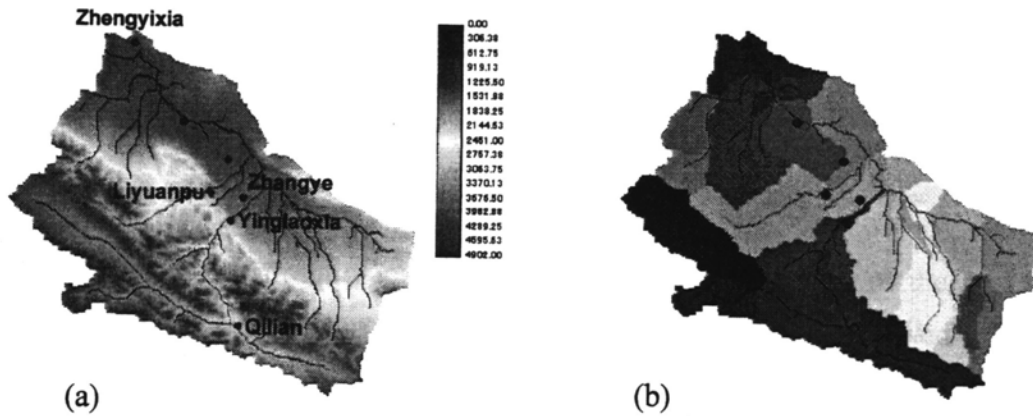 Zhengyixia
0.00
306.38
612.75
919.13
1225.50
1531.88
1838.25
2144.63
2451.00
2757.38
3063.75
3370.13
3676.50
3982.88
4289.25
4595.63
4902.00
Liyuanpu
Zhangye
Yingluoxia
Qilian
(a)
(b)